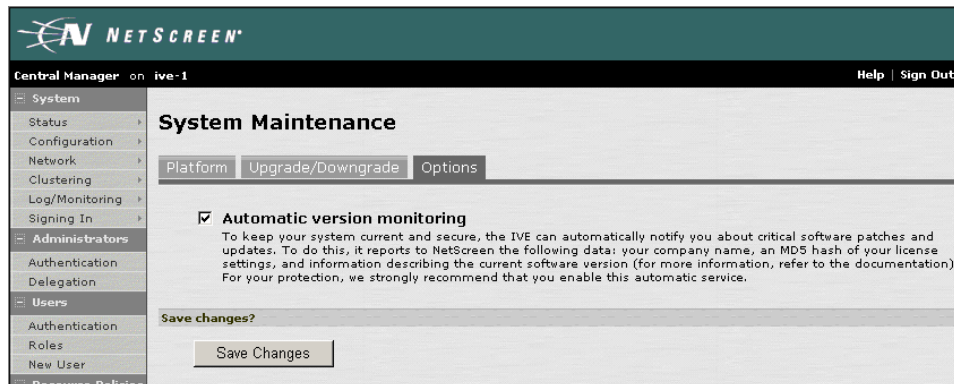 NETSCREEN
Central Manager on ive-1
Help | Sign Out
System
Status
Configuration
Network
Clustering
Log/Monitoring
Signing In
Administrators
Authentication
Delegation
Users
Authentication
Roles
New User
Resource Policies
System Maintenance
Platform Upgrade/Downgrade Options
Automatic version monitoring
To keep your system current and secure, the IVE can automatically notify you about critical software patches and
updates. To do this, it reports to NetScreen the following data: your company name, an MD5 hash of your license
settings, and information describing the current software version (for more information, refer to the documentation)
For your protection, we strongly recommend that you enable this automatic service.
Save changes?
Save Changes